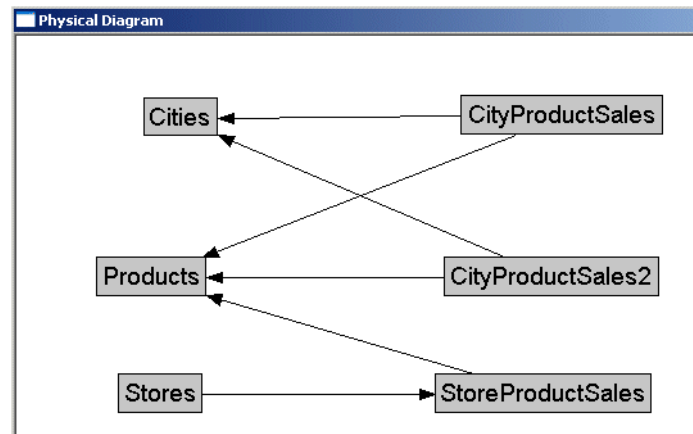 Physical Diagram
Cities
CityProductSales
Products
CityProductSales2
Stores
StoreProductSales